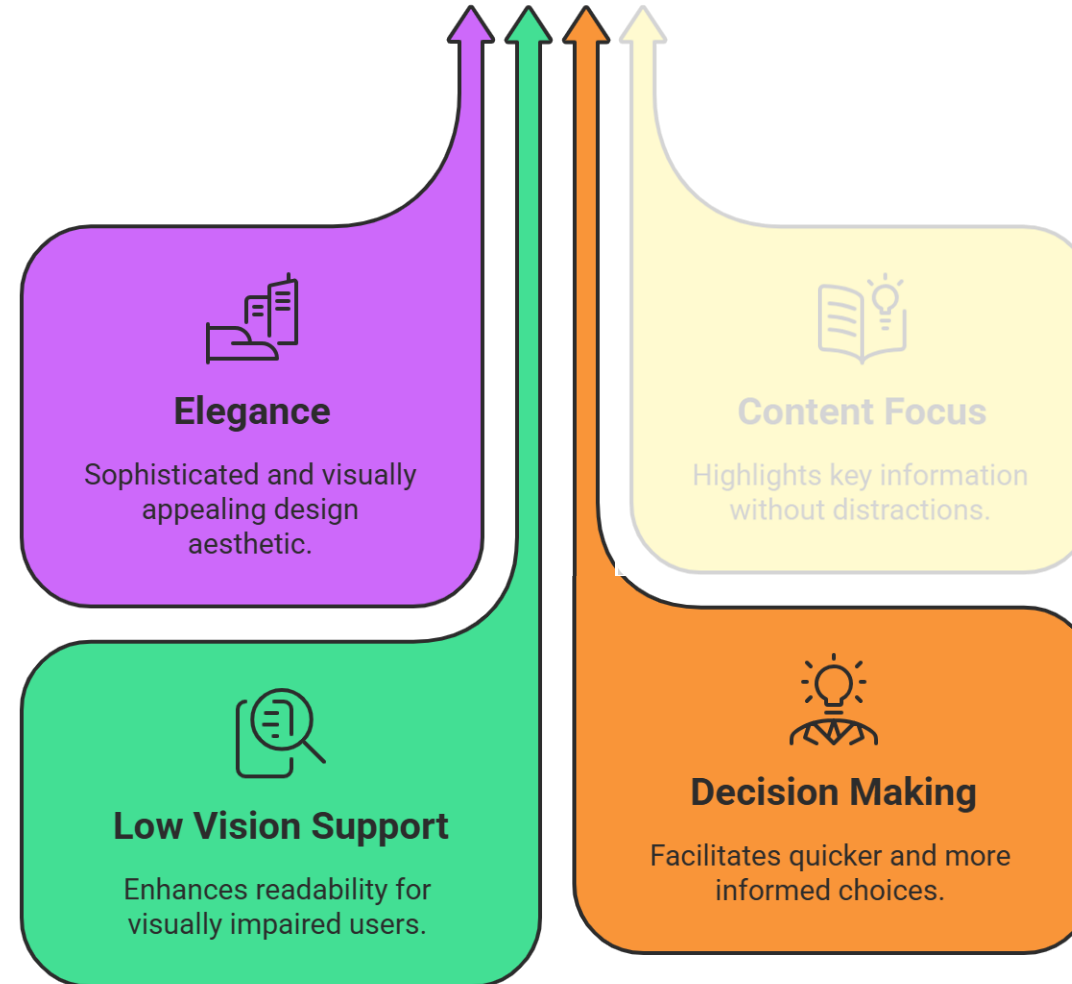 Elegance
Sophisticated and visually
appealing design
aesthetic.
Content Focus
Highlights key information
without distractions.
Low Vision Support
Enhances readability for
visually impaired users.
Decision Making
Facilitates quicker and more
informed choices.